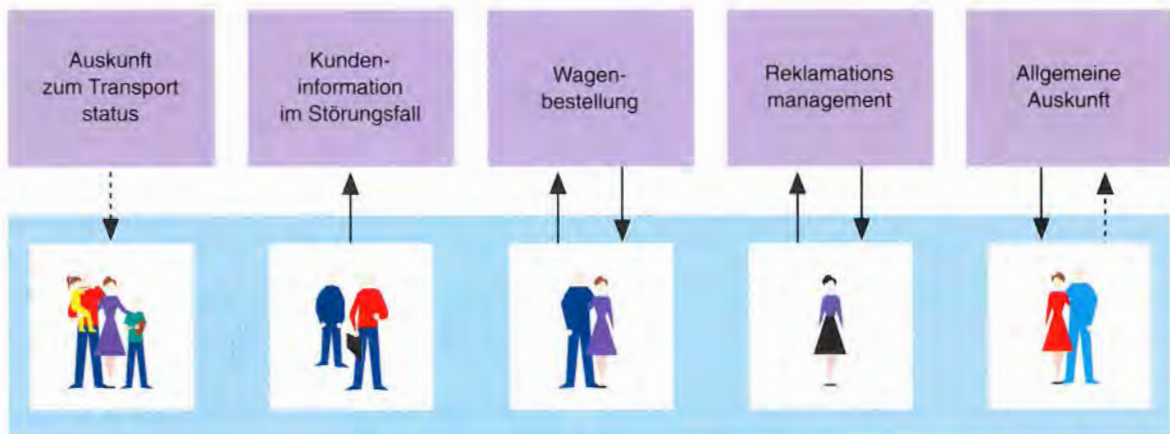 Auskunft
zum Transport
status
Kunden-
information
im Störungsfall
Wagen-
bestellung
Reklamations
management
Allgemeine
Auskunft